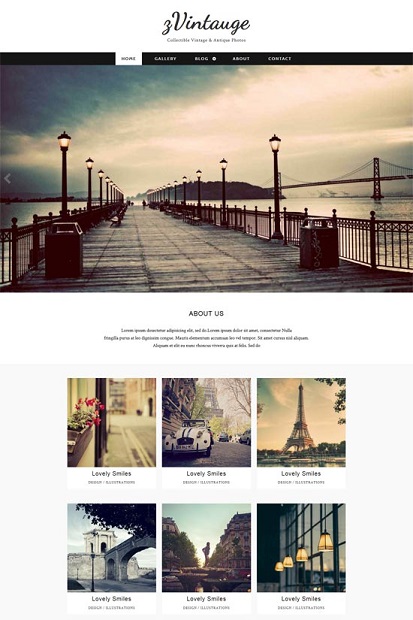 zVintauge
Collectible Vintage & Antique Photos
HOME GALLERY BLOG ABOUT CONTACT
ABOUT US
Lorem ipsum dosectetur adipising elit, sed do.Lorem ipsum dolor sit amet, consectetur Nulla
fringilla purus at leo dignissim congue. Mauris elementum accumsan leo vel tempor. Sit amet cursus nisl aliquam.
Aliquam et elit eu nunc rhoncus viverra quis at felis. Sed do
Lovely Smiles Lovely Smiles Lovely Smiles
DESIGN / ILLUSTRATIONS DESIGN / ILLUSTRATIONS DESIGN / ILLUSTRATIONS
Lovely Smiles Lovely Smiles Lovely Smiles
DESIGN / ILLUSTRATIONS DESIGN / ILLUSTRATIONS DESIGN / ILLUSTRATIONS